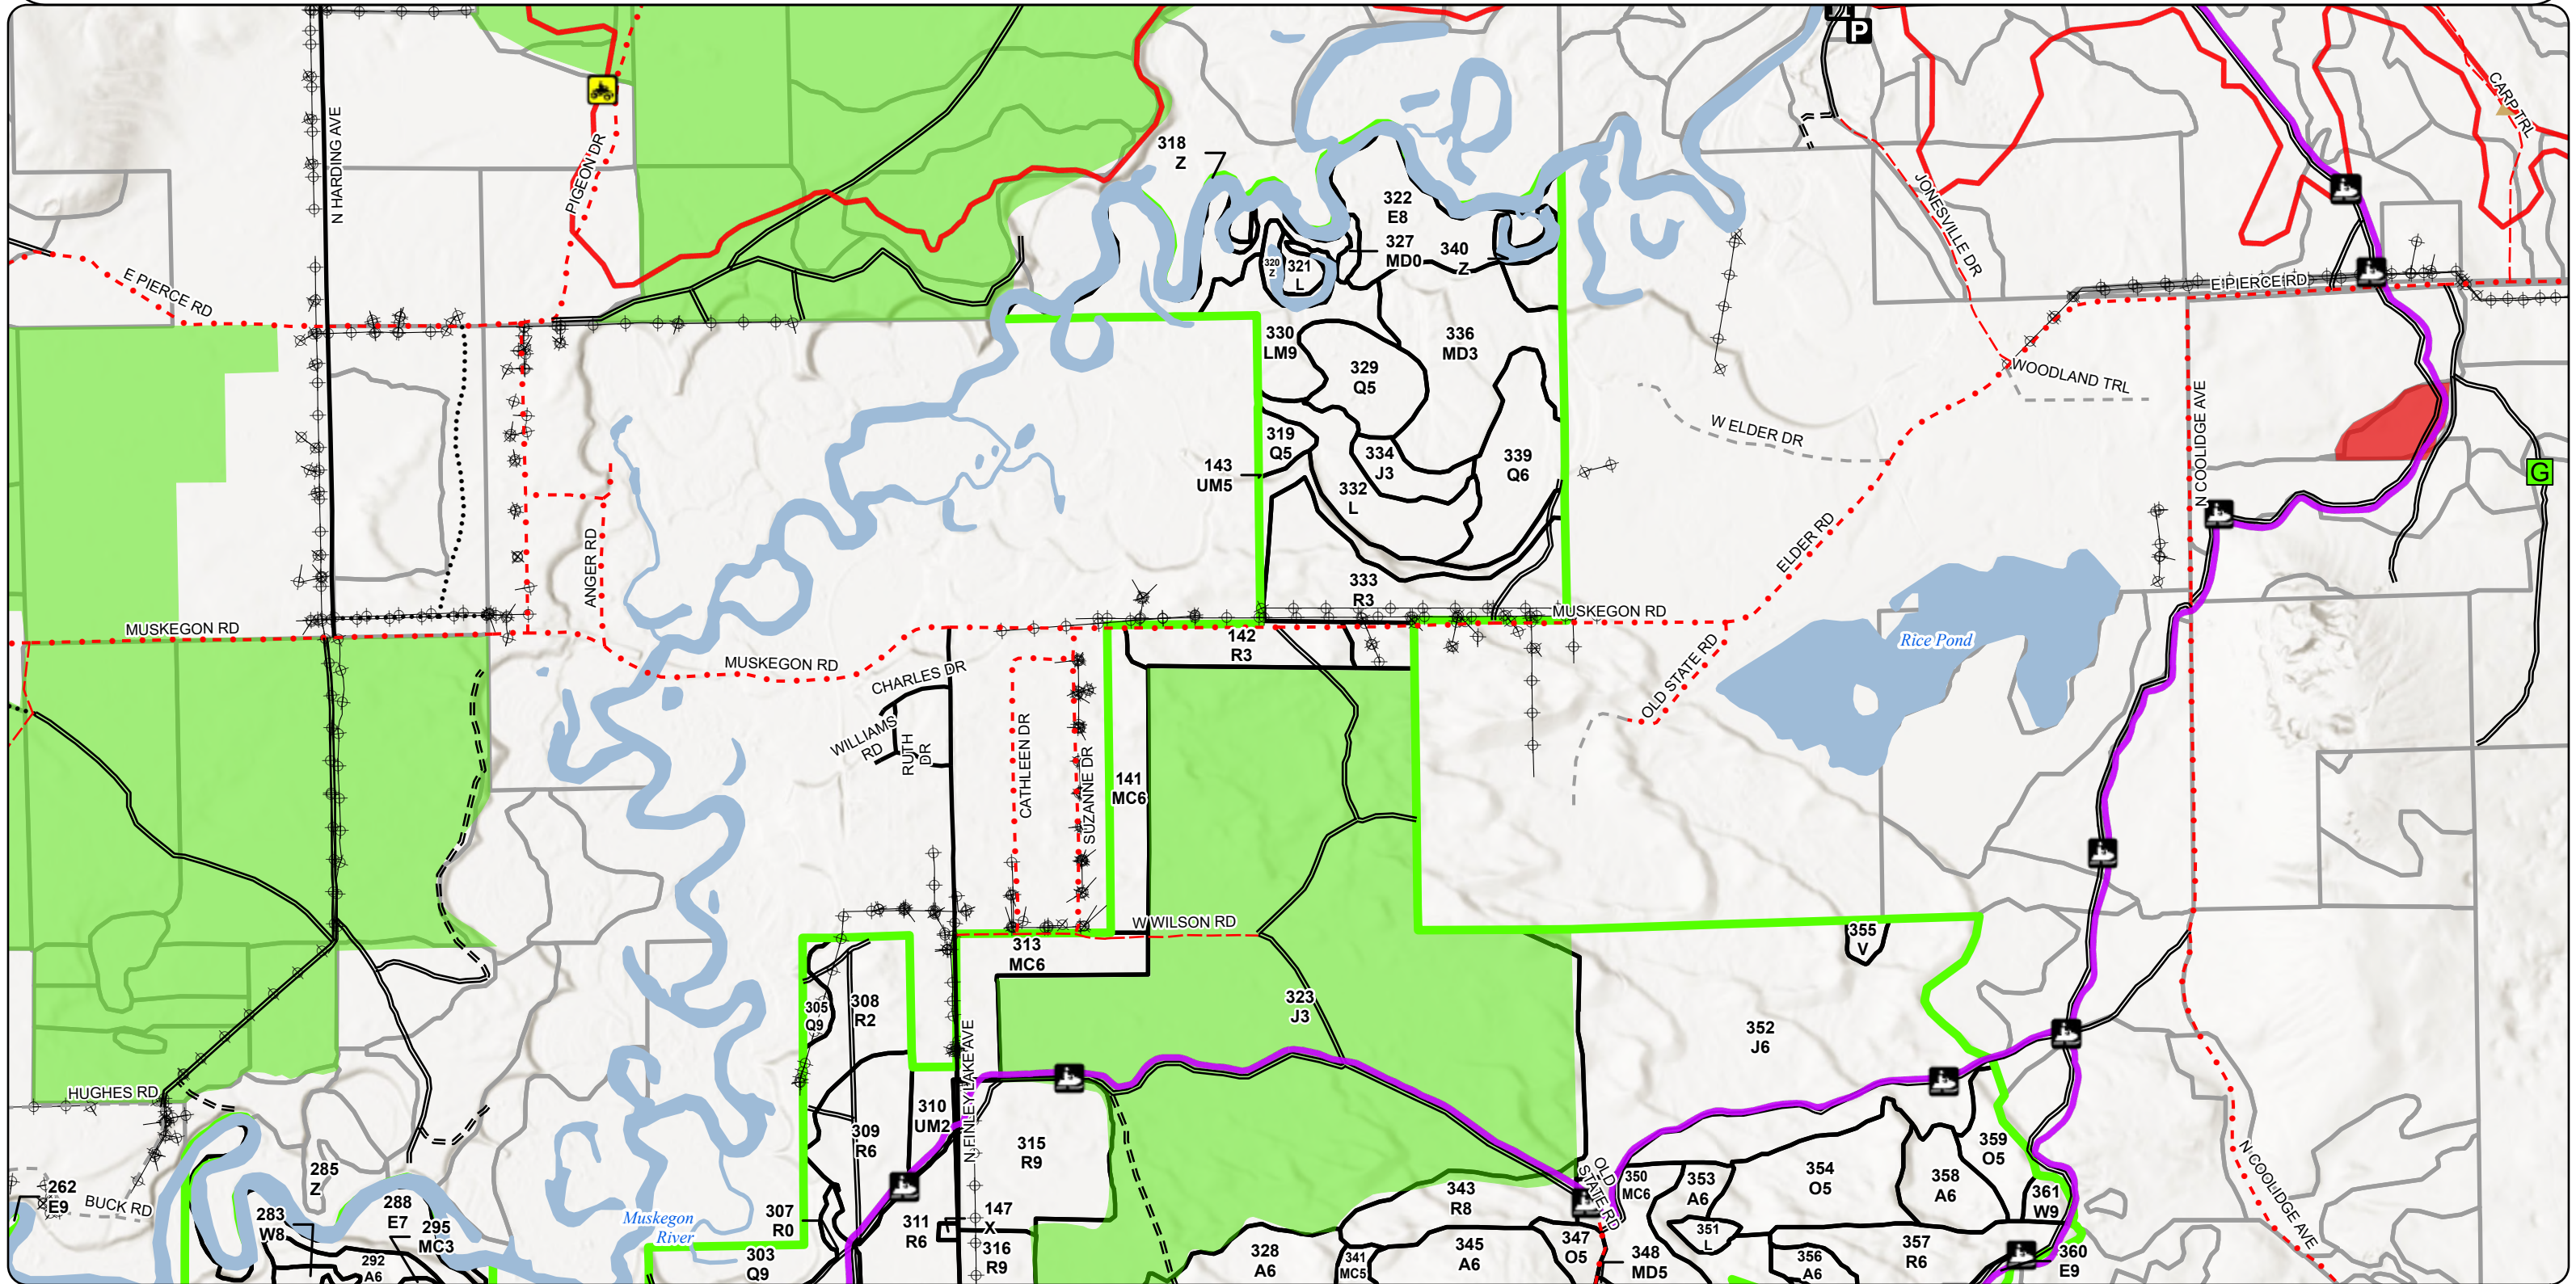 P
CARP TRL
N HARDING AVE
PIGEON DR
318
Z
JONESVILLE DR
322
E8
327
MD0
340
Z
320
Z
321
L
E PIERCE RD
E PIERCE RD
330
LM9
336
MD3
329
Q5
WOODLAND TRL
N COOLIDGE AVE
W ELDER DR
319
Q5
334
J3
339
Q6
143
UM5
332
L
G
ELDER RD
ANGER RD
333
R3
MUSKEGON RD
MUSKEGON RD
142
R3
Rice Pond
MUSKEGON RD
CHARLES DR
OLD STATE RD
WILLIAMS
RD
RUTH
DR
CATHLEEN DR
SUZANNE DR
141
MC6
W WILSON RD
355
V
313
MC6
305
Q9
308
R2
323
J3
352
J6
N FINLEY LAKE AVE
HUGHES RD
310
UM2
309
R6
315
R9
359
O5
N COOLIDGE AVE
285
Z
262
E9
BUCK RD
OLD
STATE RD
350
MC6
353
A6
354
O5
358
A6
361
W9
343
R8
288
E7
283
W8
295
MC3
307
R0
147
X
311
R6
351
L
Muskegon
River
303
Q9
316
R9
328
A6
341
MC5
345
A6
347
O5
348
MD5
356
A6
357
R6
360
E9
292
A6